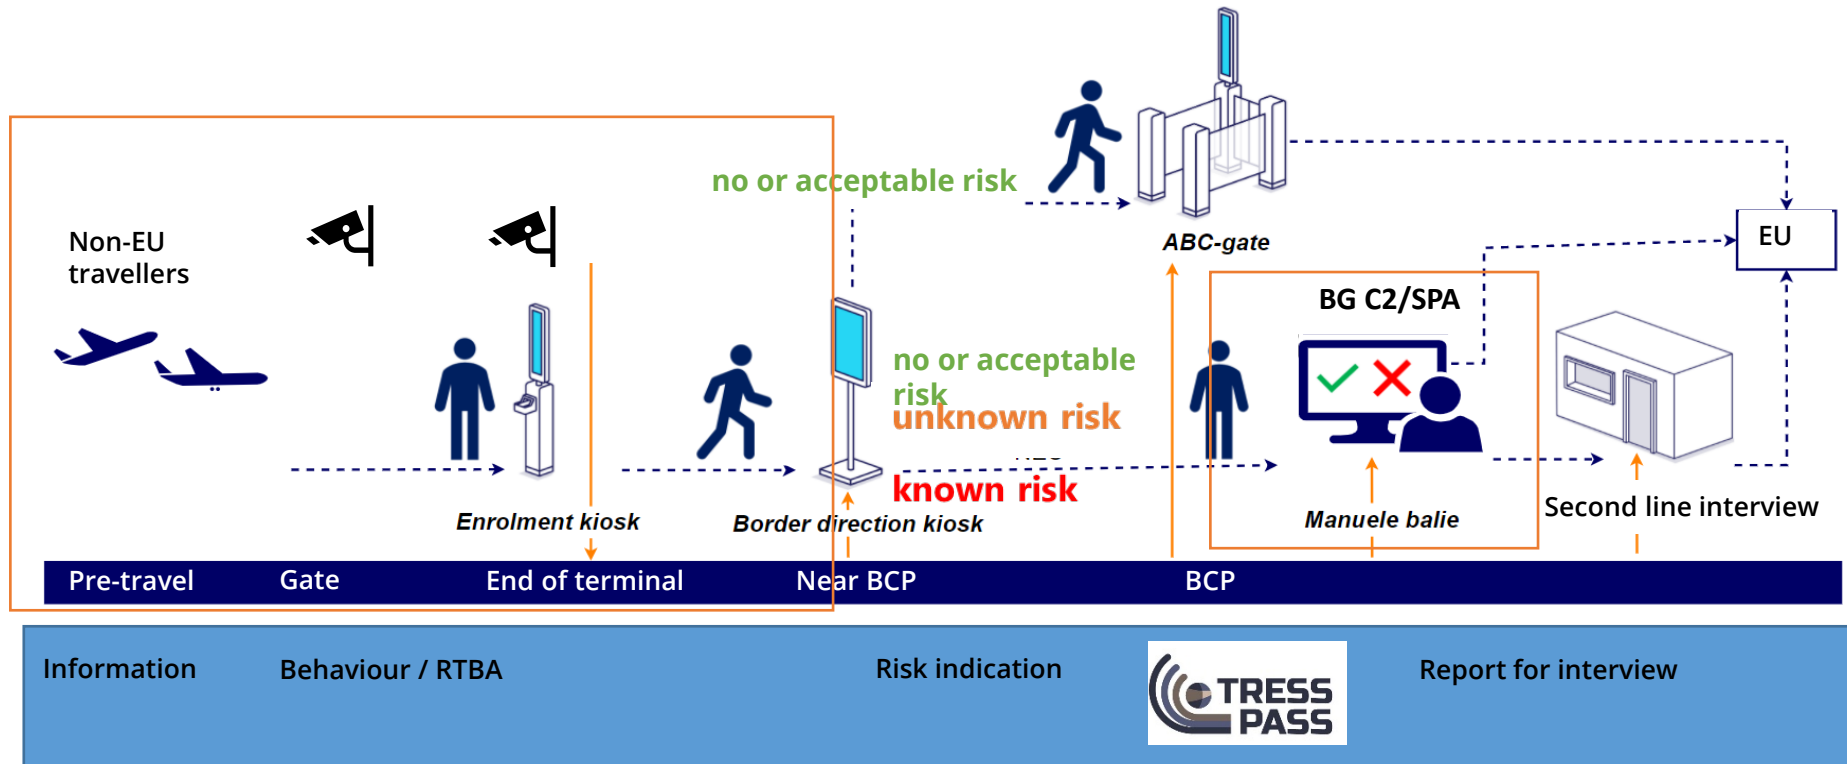 no or acceptable risk
Non-EU
travellers
ABC-gate
EU
BG C2/SPA
no or acceptable
risk
unknown risk
known risk
Second line interview
Enrolment kiosk
Border direction kiosk
Manuele balie
Pre-travel
Gate
End of terminal
Near BCP
BCP
Information
Behaviour / RTBA
Risk indication
TRESS
PASS
Report for interview